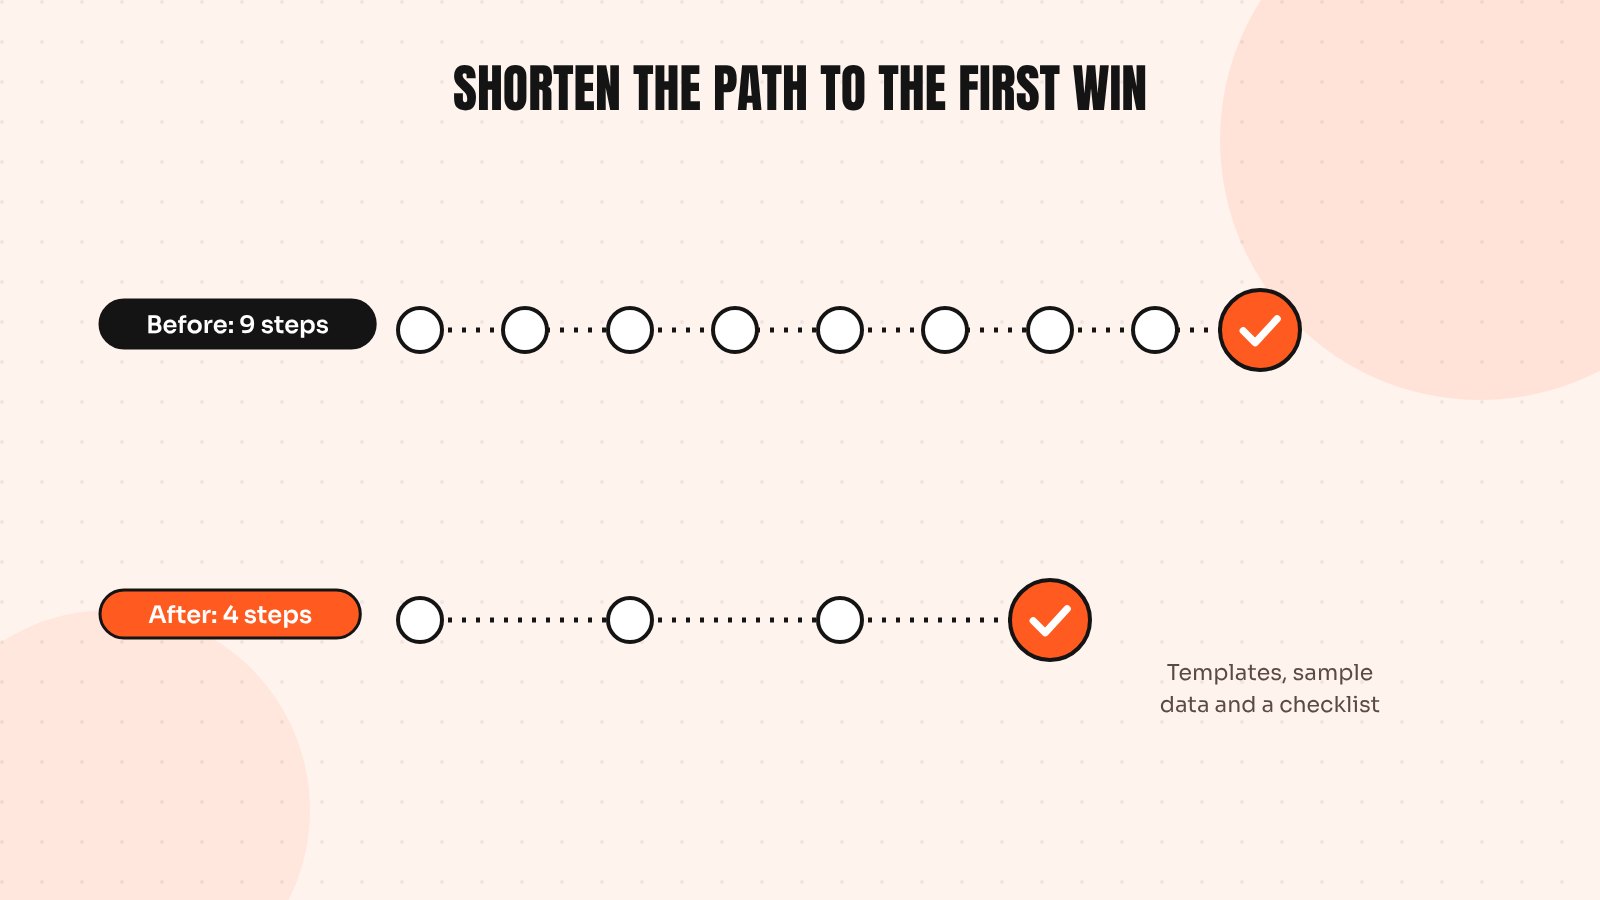 SHORTEN THE PATH TO THE FIRST WIN
Before: 9 steps
After: 4 steps
Templates, sample
data and a checklist